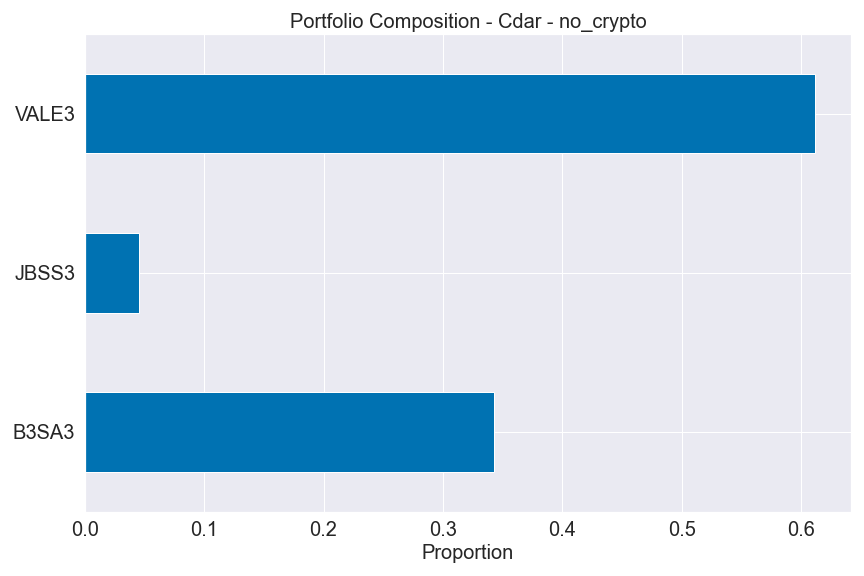 Portfolio Composition - Cdar - no_crypto
VALE3
JBSS3
B3SA3
0.0 0.1 0.2 0.3 0.4 0.5 0.6
Proportion